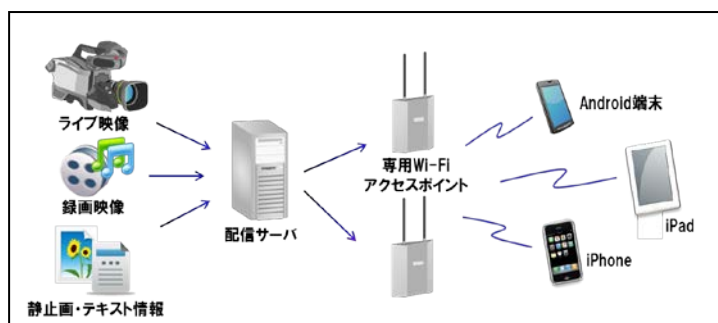 ライブ映像
録画映像
静止画・テキスト情報
配信サーバ
専用Wi-Fi
アクセスポイント
Android端末
iPad
iPhone